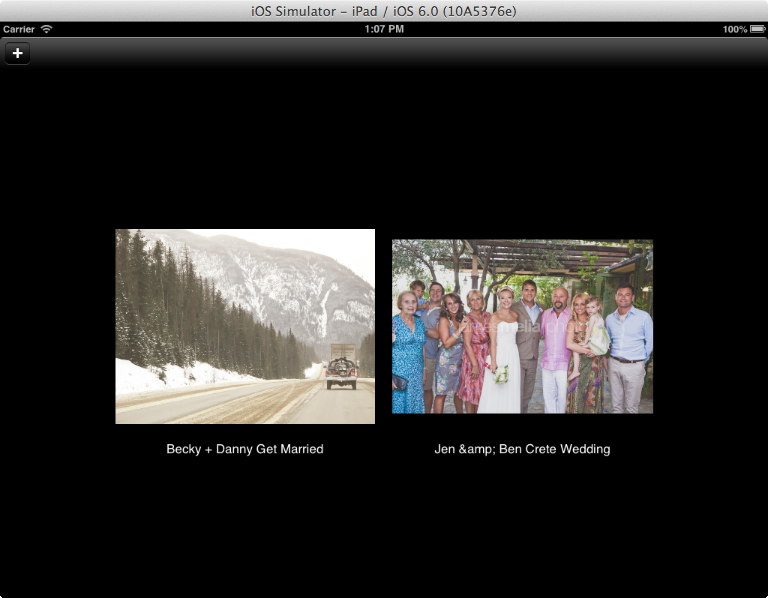 iOS Simulator – iPad / iOS 6.0 (10A5376e)
Carrier 1:07 PM 100%
+
Becky + Danny Get Married
Jen &amp;amp; Ben Crete Wedding